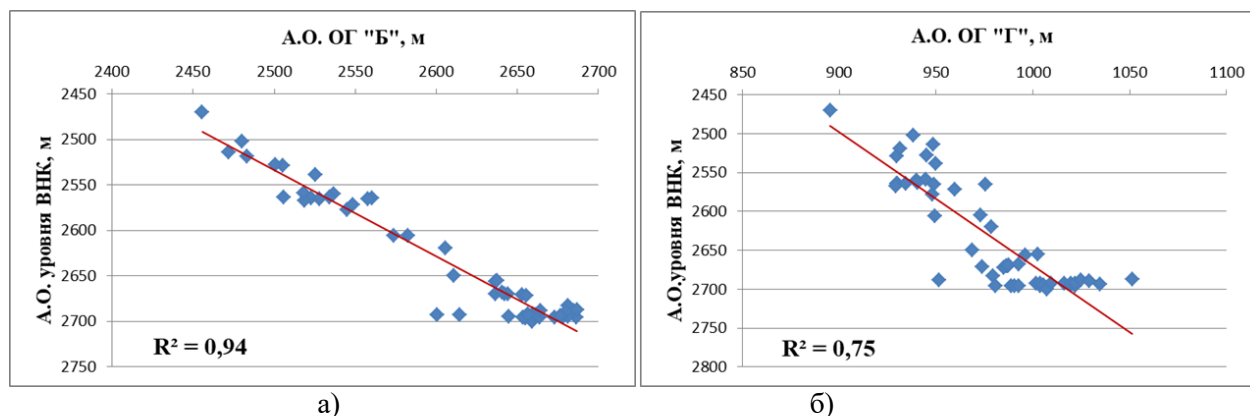 А.О. ОГ "Б", м
2400 2450 2500 2550 2600 2650 2700
2450
2500
2550
2600
2650
2700
2750
А.О. уровня ВНК, м
R² = 0,94
а)
А.О. ОГ "Г", м
850 900 950 1000 1050 1100
2450
2500
2550
2600
2650
2700
2750
2800
А.О.уровня ВНК, м
R² = 0,75
б)